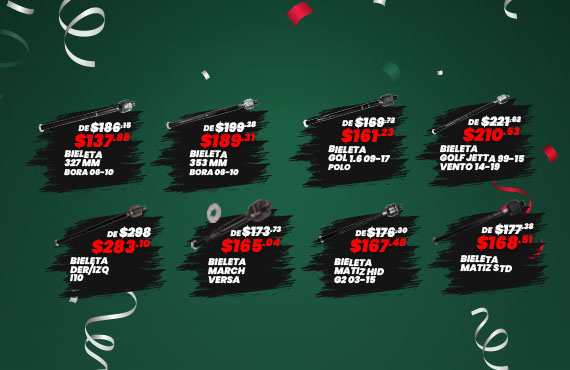 DE $186.15
$137.88
BIELETA
327 MM
BORA 06-10
DE $199.28
$189.31
BIELETA
353 MM
BORA 06-10
DE $169.72
$161.23
BIELETA
GOL 1.6 09-17
POLO
DE $221.62
$210.53
BIELETA
GOLF JETTA 99-15
VENTO 14-19
DE $298
$283.10
BIELETA
DER/IZQ
I10
DE $173.73
$165.04
BIELETA
MARCH
VERSA
DE $176.30
$167.48
BIELETA
MATIZ HID
G2 03-15
DE $177.38
$168.51
BIELETA
MATIZ STD